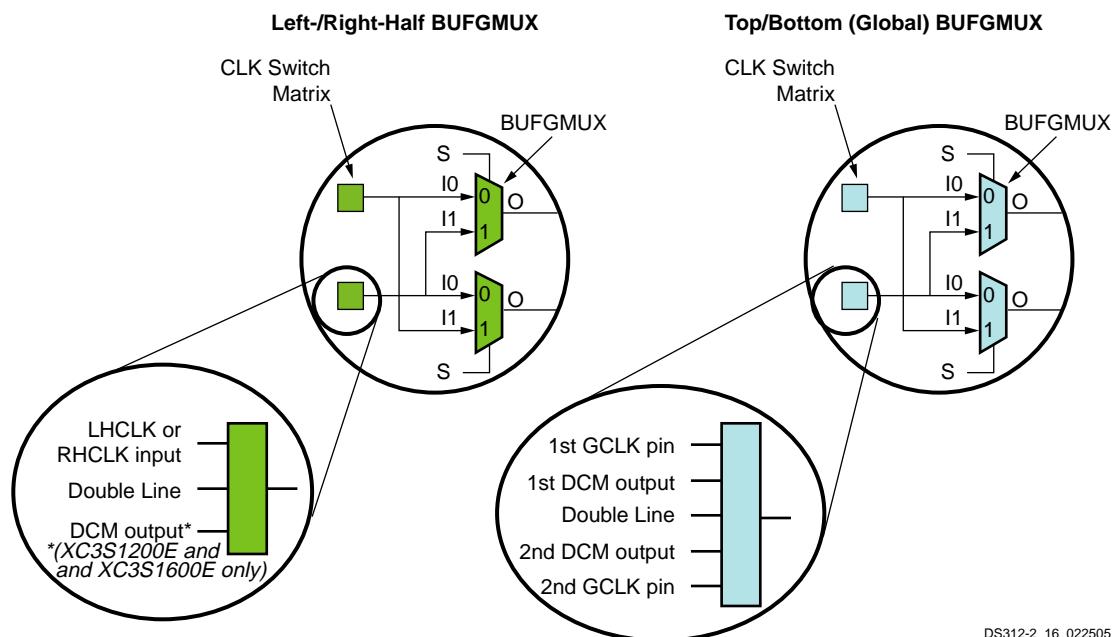 Left-/Right-Half BUFGMUX
CLK Switch
Matrix
BUFGMUX
S
I0
0
O
I1
1
I0
0
O
I1
1
S
LHCLK or
RHCLK input
Double Line
DCM output*
*(XC3S1200E and
and XC3S1600E only)
Top/Bottom (Global) BUFGMUX
CLK Switch
Matrix
BUFGMUX
S
I0
0
O
I1
1
I0
0
O
I1
1
S
1st GCLK pin
1st DCM output
Double Line
2nd DCM output
2nd GCLK pin
DS312-2_16_022505